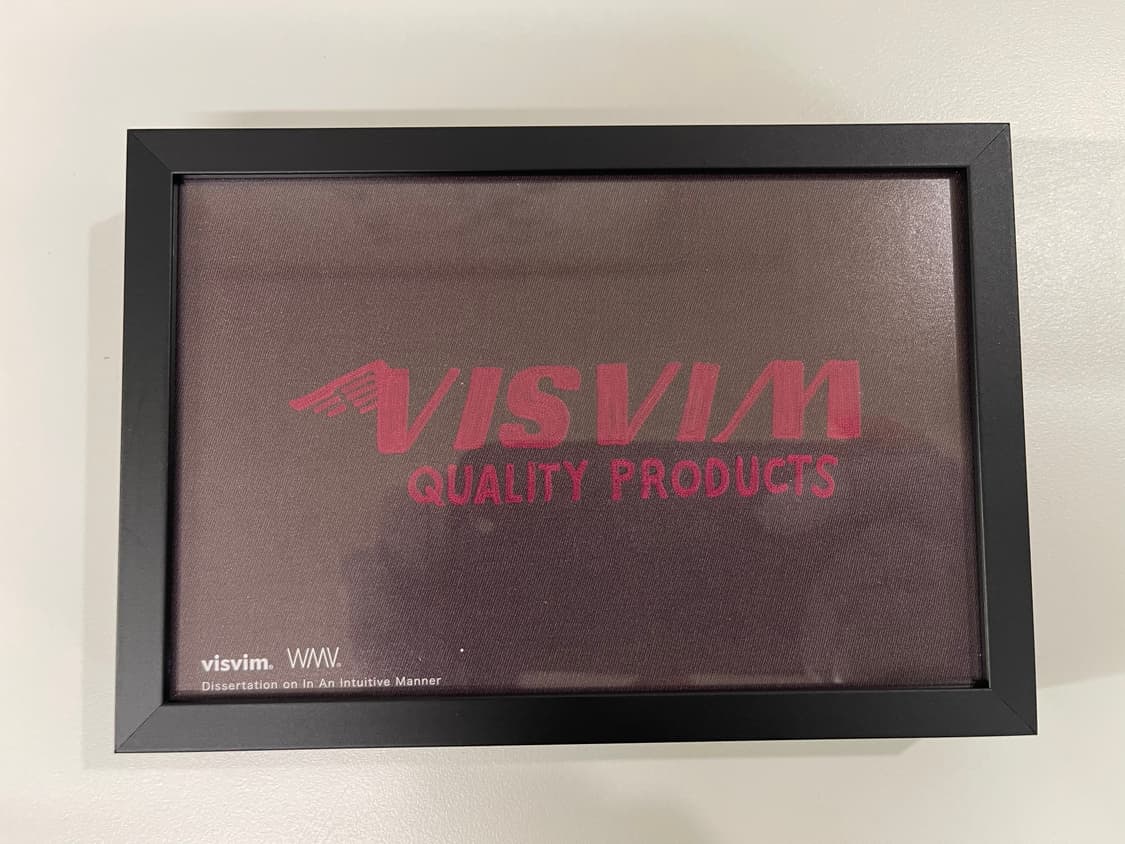 VISVIM
QUALITY PRODUCTS
visvim. WMV.
Dissertation on In An Intuitive Manner